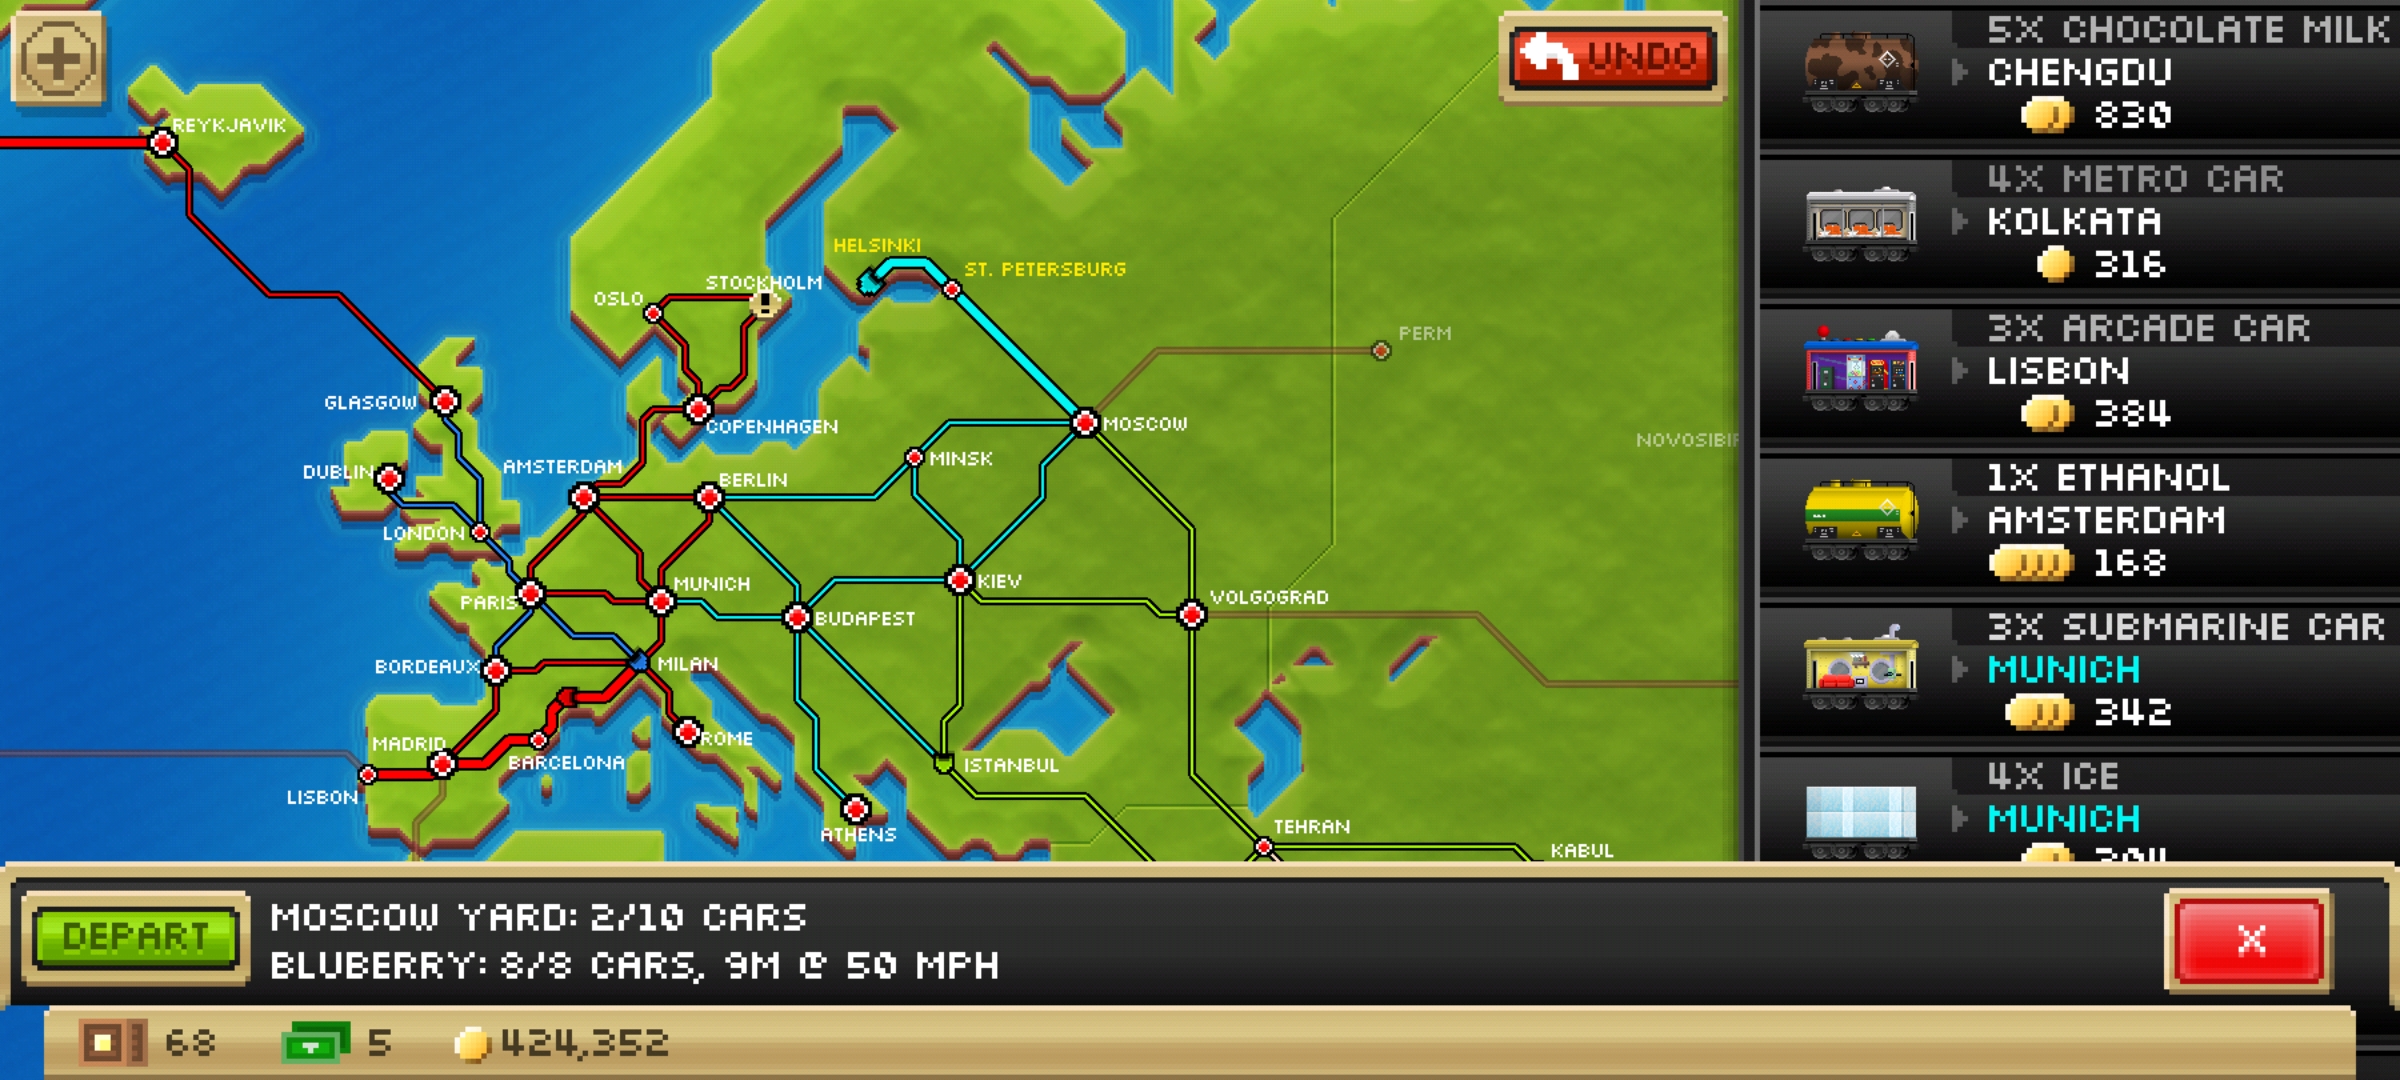 REYKJAVIK
UNDO
HELSINKI
ST. PETERSBURG
STOCKHOLM
OSLO
PERM
GLASGOW
COPENHAGEN
MOSCOW
NOVOSIBIR
DUBLIN
AMSTERDAM
BERLIN
MINSK
LONDON
MUNICH
KIEV
PARIS
BUDAPEST
VOLGOGRAD
BORDEAUX
MILAN
MADRID
BARCELONA
ROME
ISTANBUL
LISBON
ATHENS
TEHRAN
KABUL
5X CHOCOLATE MILK
CHENGDU
830
4X METRO CAR
KOLKATA
316
3X ARCADE CAR
LISBON
384
1X ETHANOL
AMSTERDAM
168
3X SUBMARINE CAR
MUNICH
342
4X ICE
MUNICH
DEPART
MOSCOW YARD: 2/10 CARS
BLUBERRY: 8/8 CARS, 9M @ 50 MPH
X
68
5
424,352